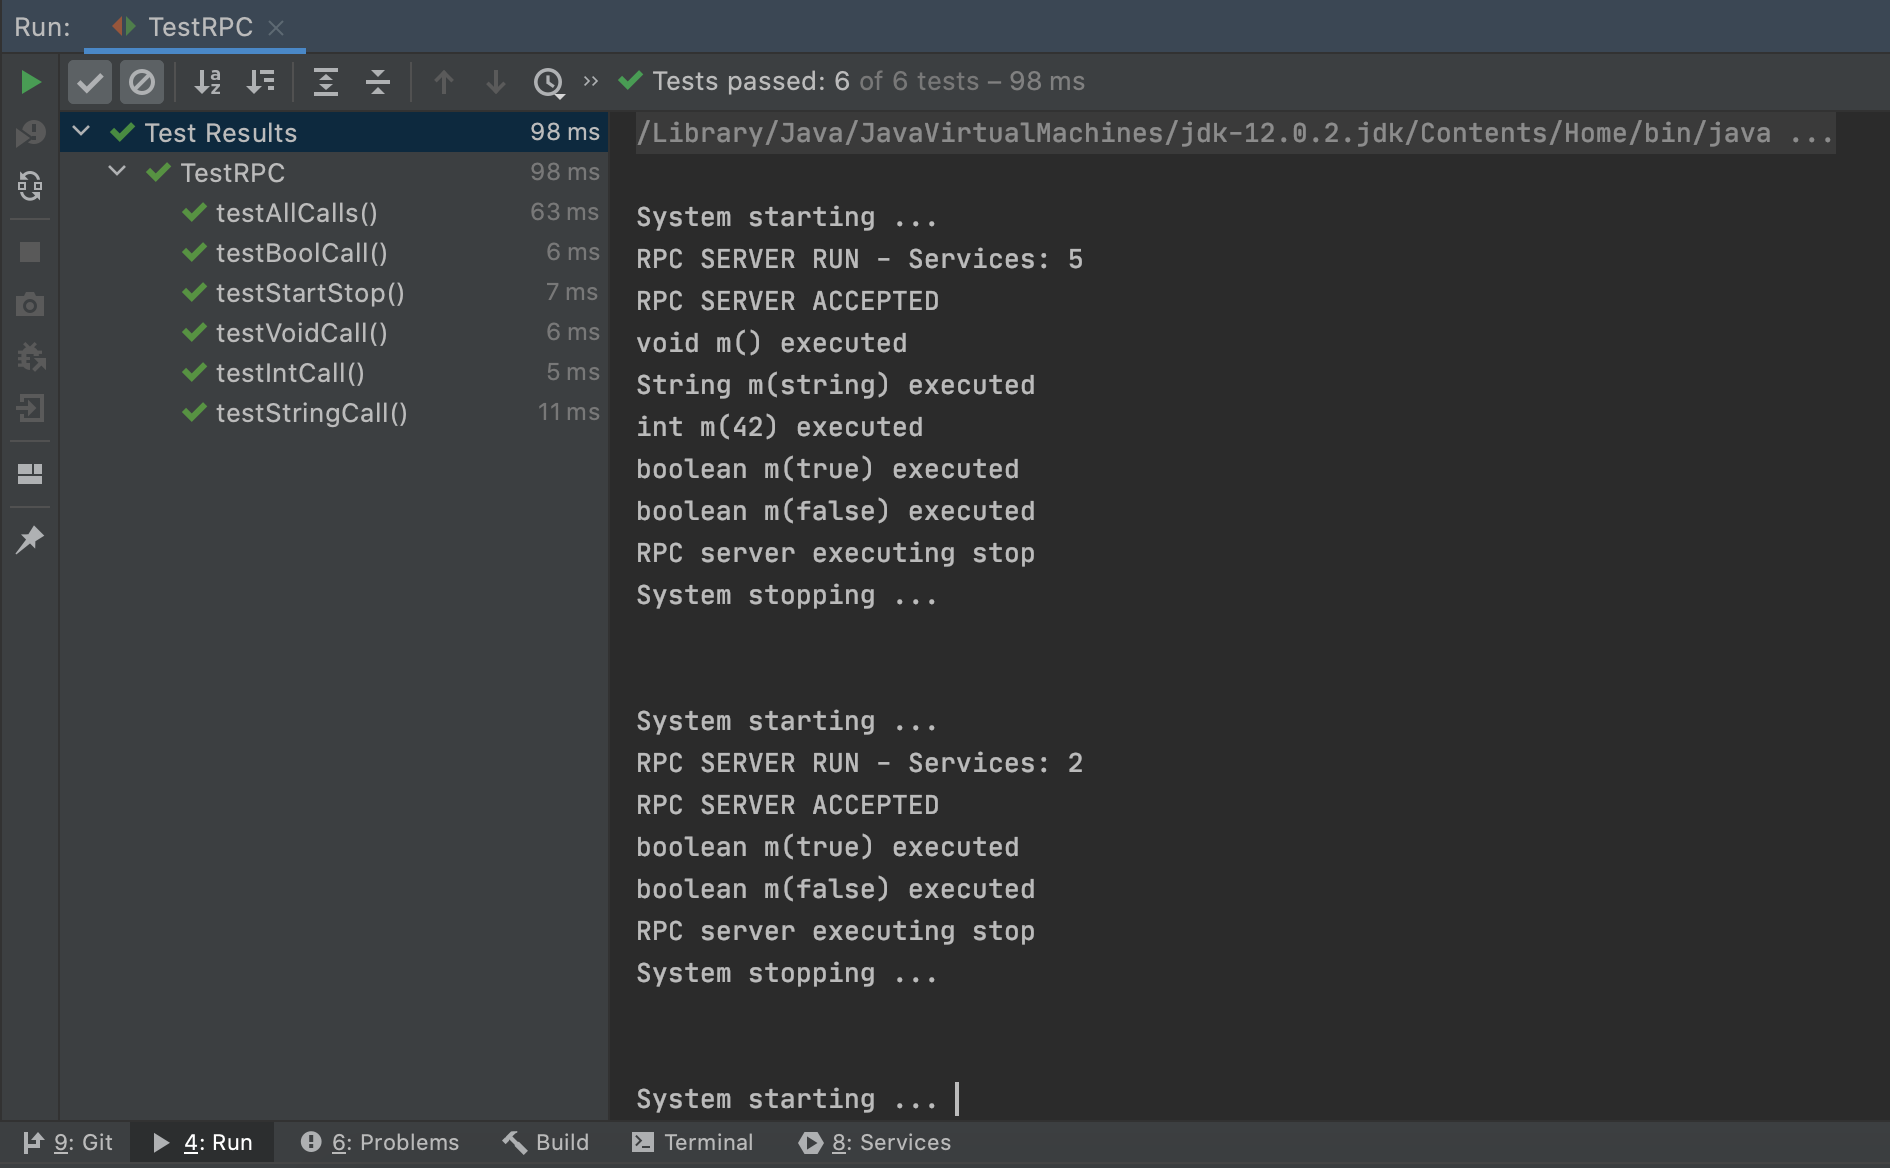 Run: TestRPC
Tests passed: 6 of 6 tests – 98 ms
Test Results 98 ms
TestRPC 98 ms
testAllCalls() 63 ms
testBoolCall() 6 ms
testStartStop() 7 ms
testVoidCall() 6 ms
testIntCall() 5 ms
testStringCall() 11 ms
/Library/Java/JavaVirtualMachines/jdk-12.0.2.jdk/Contents/Home/bin/java ...
System starting ...
RPC SERVER RUN - Services: 5
RPC SERVER ACCEPTED
void m() executed
String m(string) executed
int m(42) executed
boolean m(true) executed
boolean m(false) executed
RPC server executing stop
System stopping ...
System starting ...
RPC SERVER RUN - Services: 2
RPC SERVER ACCEPTED
boolean m(true) executed
boolean m(false) executed
RPC server executing stop
System stopping ...
System starting ...
9: Git 4: Run 6: Problems Build Terminal 8: Services